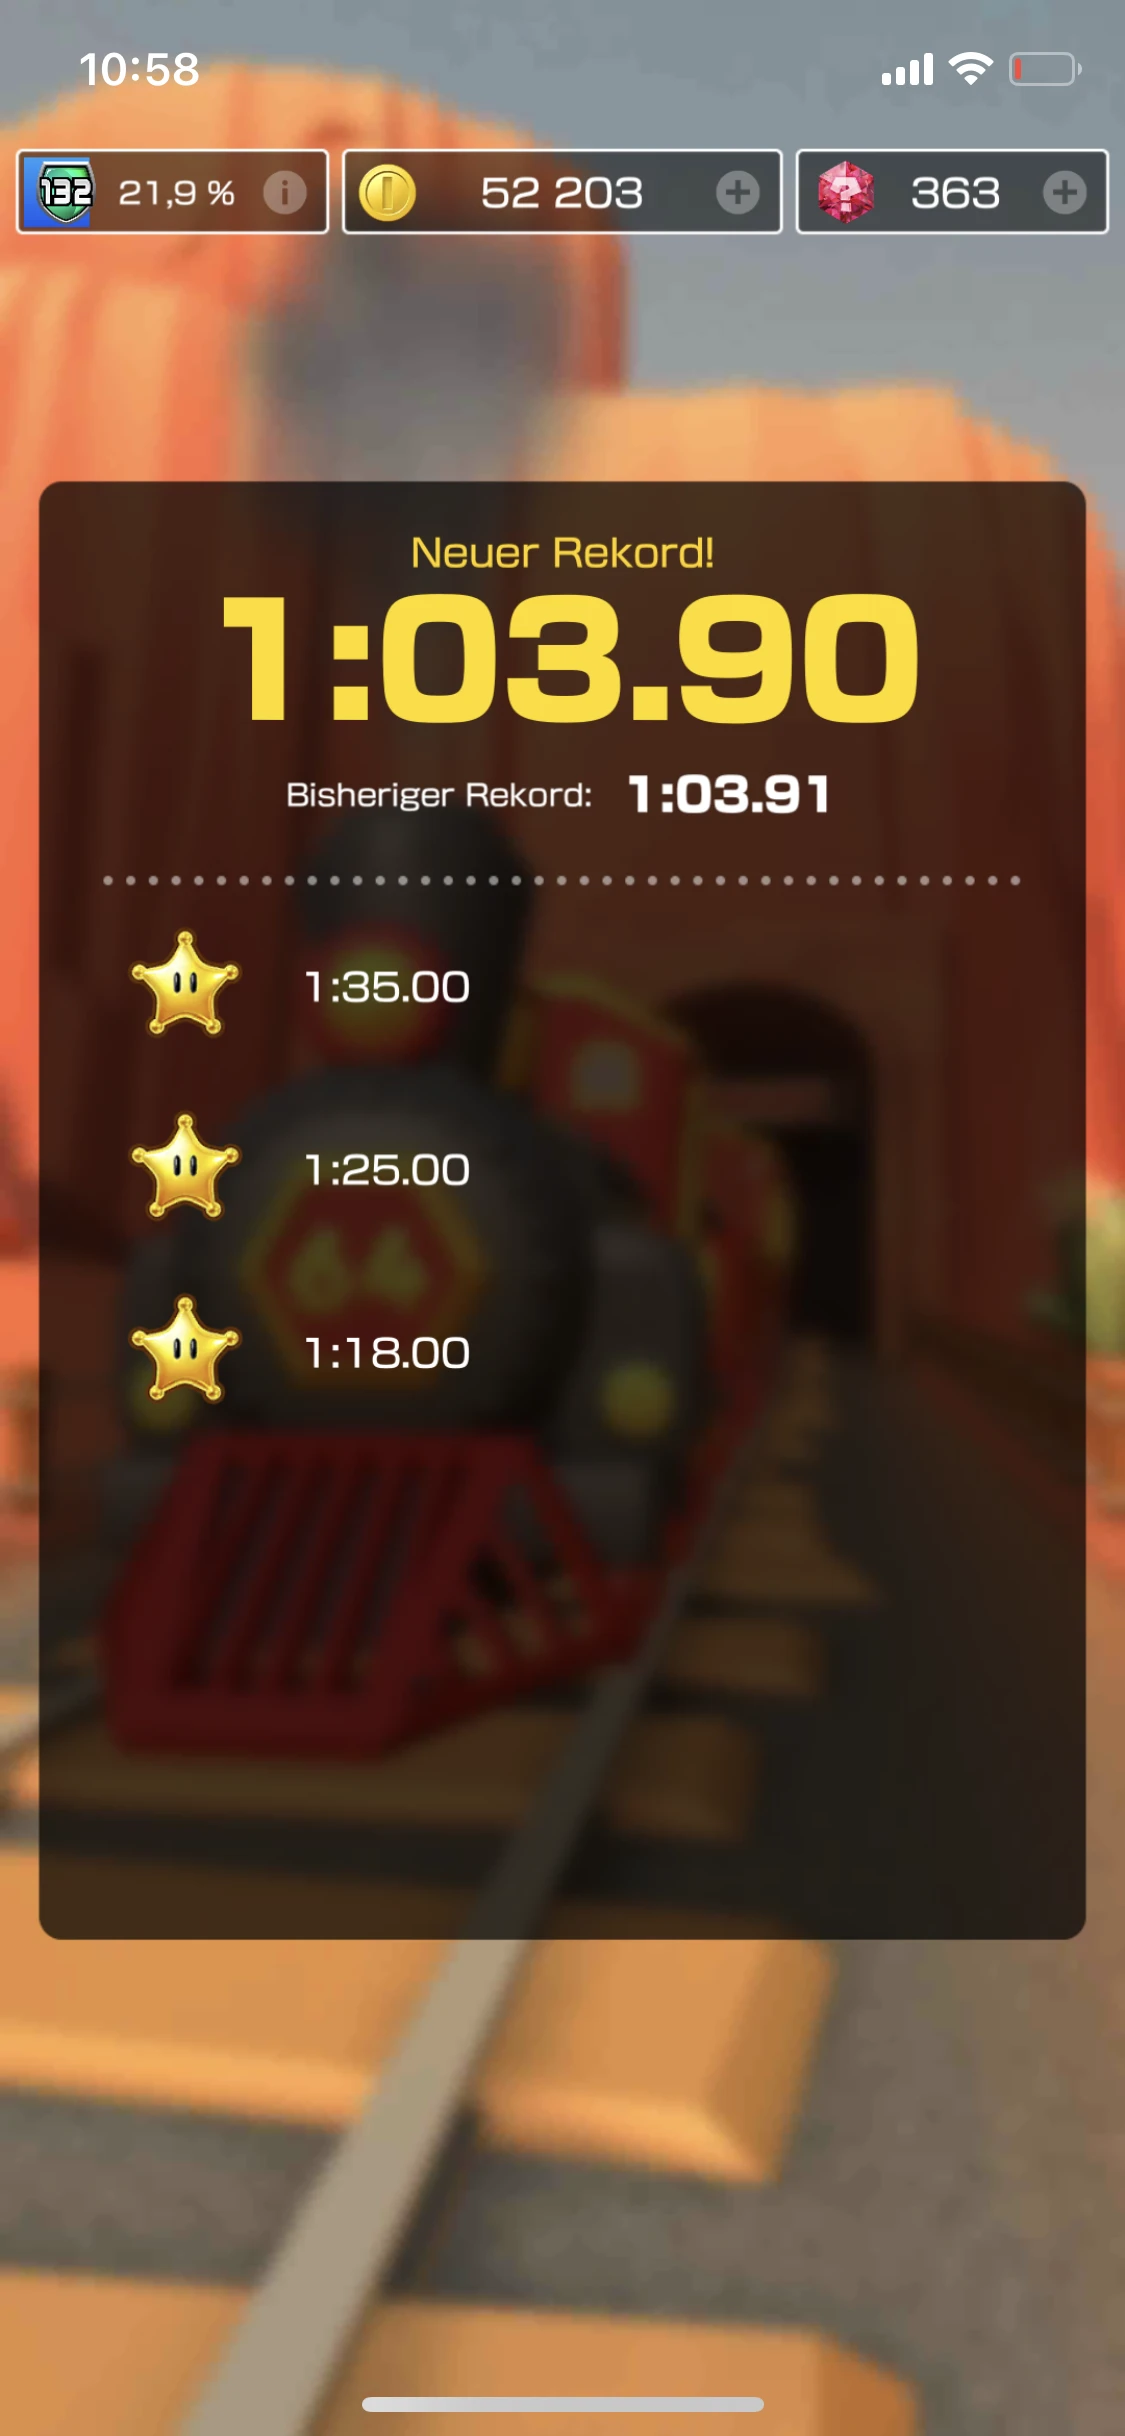 10:58
132 21,9 % i 52 203 + 363 +
Neuer Rekord!
1:03.90
Bisheriger Rekord: 1:03.91
1:35.00
1:25.00
64
1:18.00